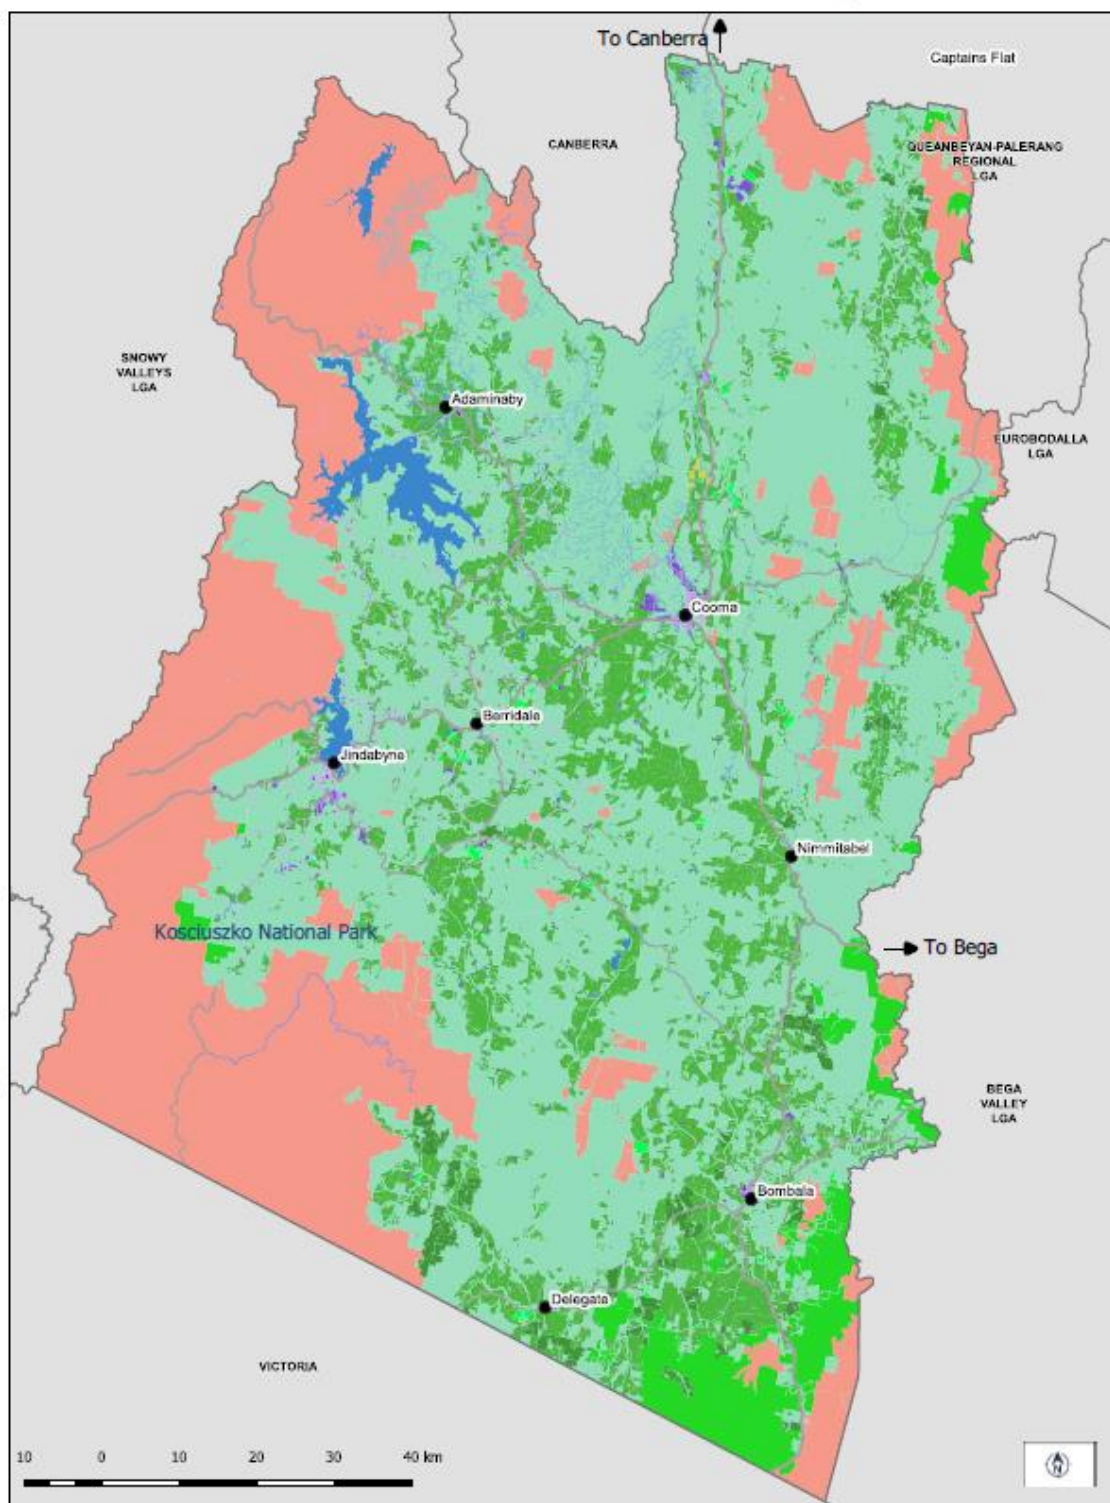 To Canberra
Captains Flat
CANBERRA
QUEANBEYAN-PALERANG
REGIONAL
LGA
SNOWY
VALLEYS
LGA
Adaminaby
EUROBODALLA
LGA
Cooma
Berridale
Jindabyne
Nimmitabel
Kosciuszko National Park
To Bega
BEGA
VALLEY
LGA
Bombala
Delegate
VICTORIA
10 0 10 20 30 40 km
N